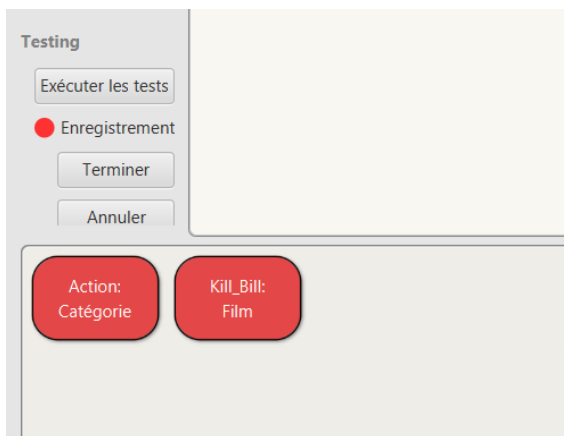 Testing
Exécuter les tests
Enregistrement
Terminer
Annuler
Action:
Catégorie
Kill_Bill:
Film